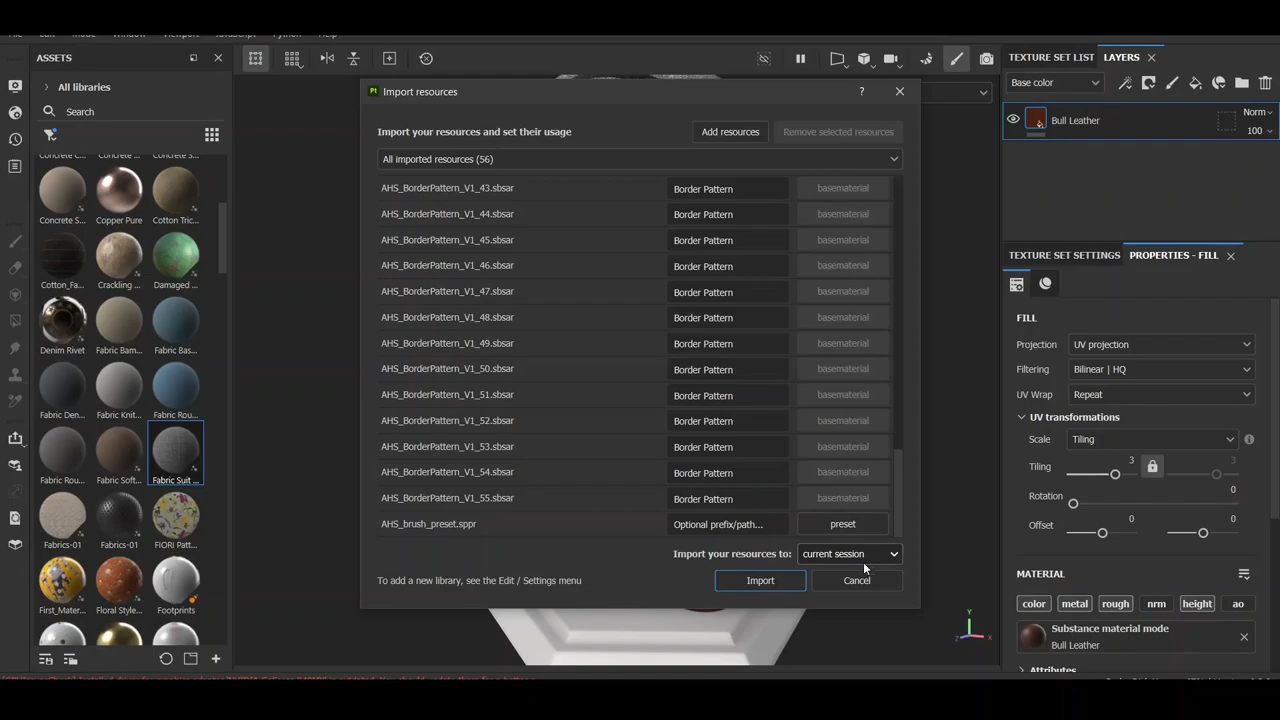 ASSETS
All libraries
Search
Concrete S...
Copper Pure
Cotton Tric...
Cotton_Fa...
Crackling ...
Damaged ...
Denim Rivet
Fabric Bam...
Fabric Bas...
Fabric Den...
Fabric Knit...
Fabric Rou...
Fabric Rou...
Fabric Soft...
Fabric Suit ...
Fabrics-01
Fabrics-01
FIORI Patt...
First_Mater...
Floral Style...
Footprints
Pt Import resources
?
Import your resources and set their usage
Add resources
Remove selected resources
All imported resources (56)
AHS_BorderPattern_V1_43.sbsar Border Pattern basematerial
AHS_BorderPattern_V1_44.sbsar Border Pattern basematerial
AHS_BorderPattern_V1_45.sbsar Border Pattern basematerial
AHS_BorderPattern_V1_46.sbsar Border Pattern basematerial
AHS_BorderPattern_V1_47.sbsar Border Pattern basematerial
AHS_BorderPattern_V1_48.sbsar Border Pattern basematerial
AHS_BorderPattern_V1_49.sbsar Border Pattern basematerial
AHS_BorderPattern_V1_50.sbsar Border Pattern basematerial
AHS_BorderPattern_V1_51.sbsar Border Pattern basematerial
AHS_BorderPattern_V1_52.sbsar Border Pattern basematerial
AHS_BorderPattern_V1_53.sbsar Border Pattern basematerial
AHS_BorderPattern_V1_54.sbsar Border Pattern basematerial
AHS_BorderPattern_V1_55.sbsar Border Pattern basematerial
AHS_brush_preset.sppr Optional prefix/path... preset
Import your resources to: current session
To add a new library, see the Edit / Settings menu
Import
Cancel
Y
X
Z
TEXTURE SET LIST LAYERS
Base color
Bull Leather
Norm
100
TEXTURE SET SETTINGS PROPERTIES - FILL
FILL
Projection UV projection
Filtering Bilinear | HQ
UV Wrap Repeat
UV transformations
Scale Tiling
Tiling 3 3
Rotation 0
Offset 0 0
MATERIAL
color metal rough nrm height ao
Substance material mode
Bull Leather
Attributes